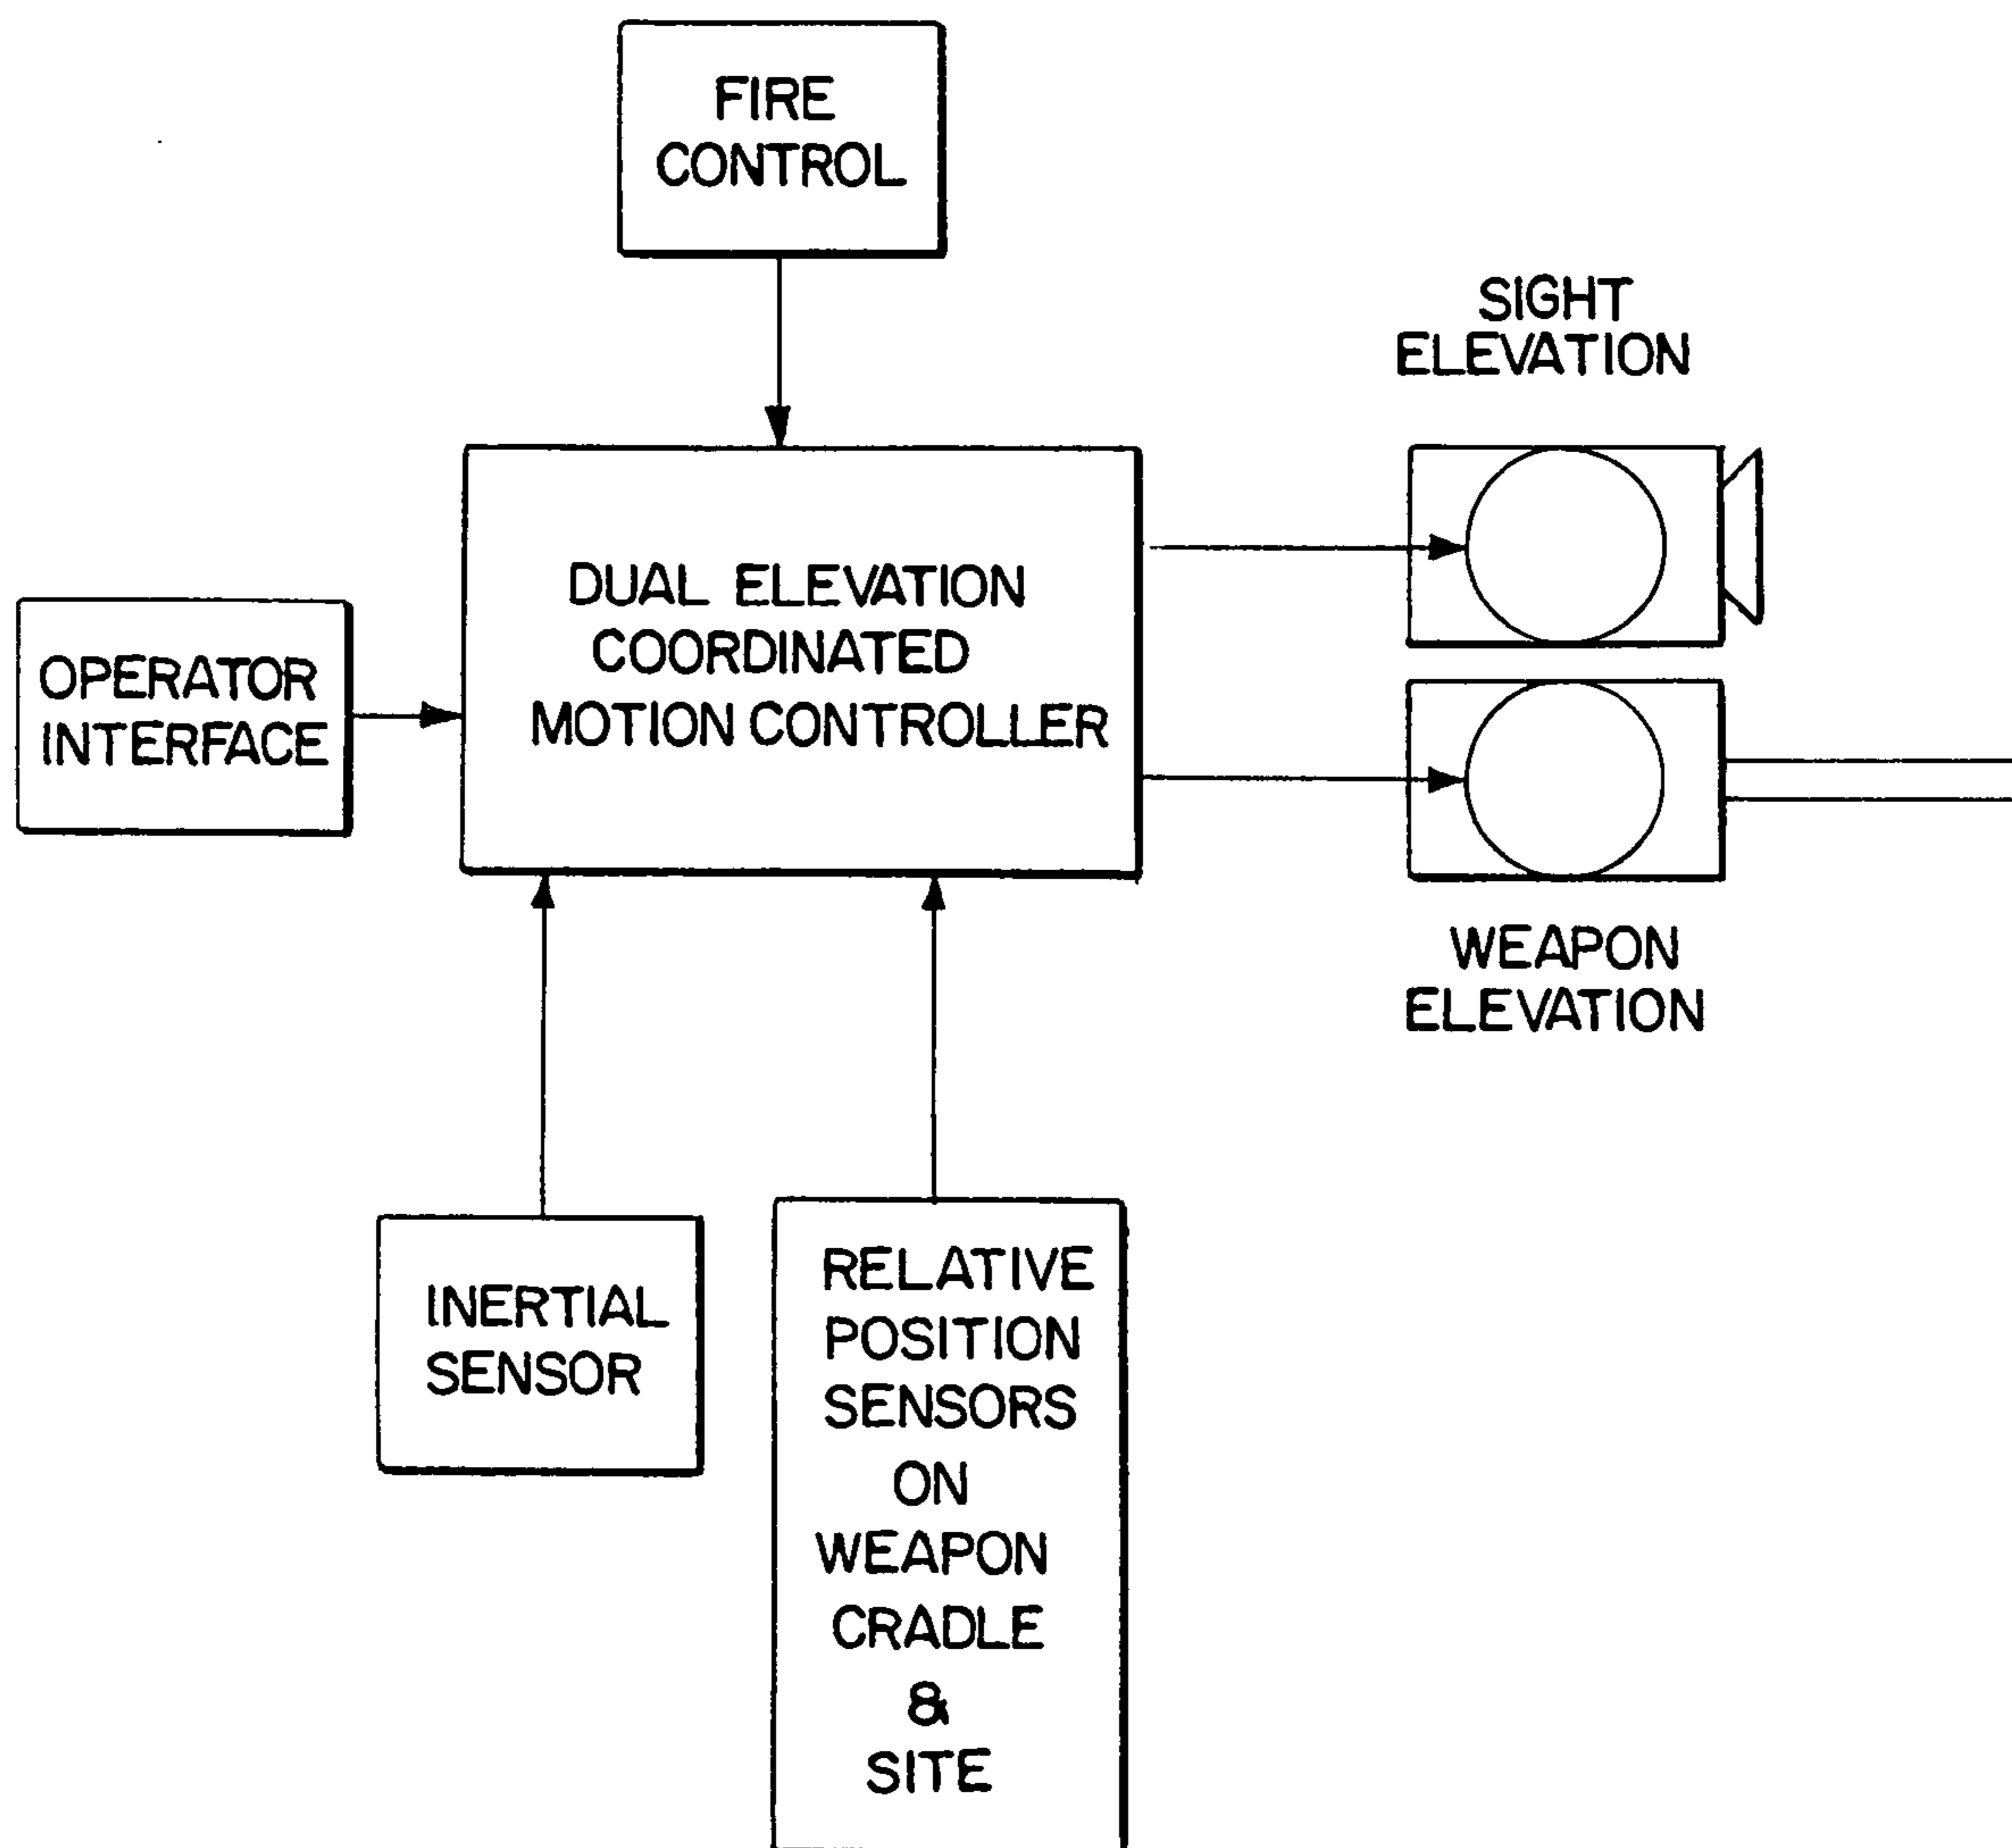 FIRE
CONTROL
SIGHT
ELEVATION
DUAL ELEVATION
COORDINATED
MOTION CONTROLLER
OPERATOR
INTERFACE
WEAPON
ELEVATION
INERTIAL
SENSOR
RELATIVE
POSITION
SENSORS
ON
WEAPON
CRADLE
&
SITE